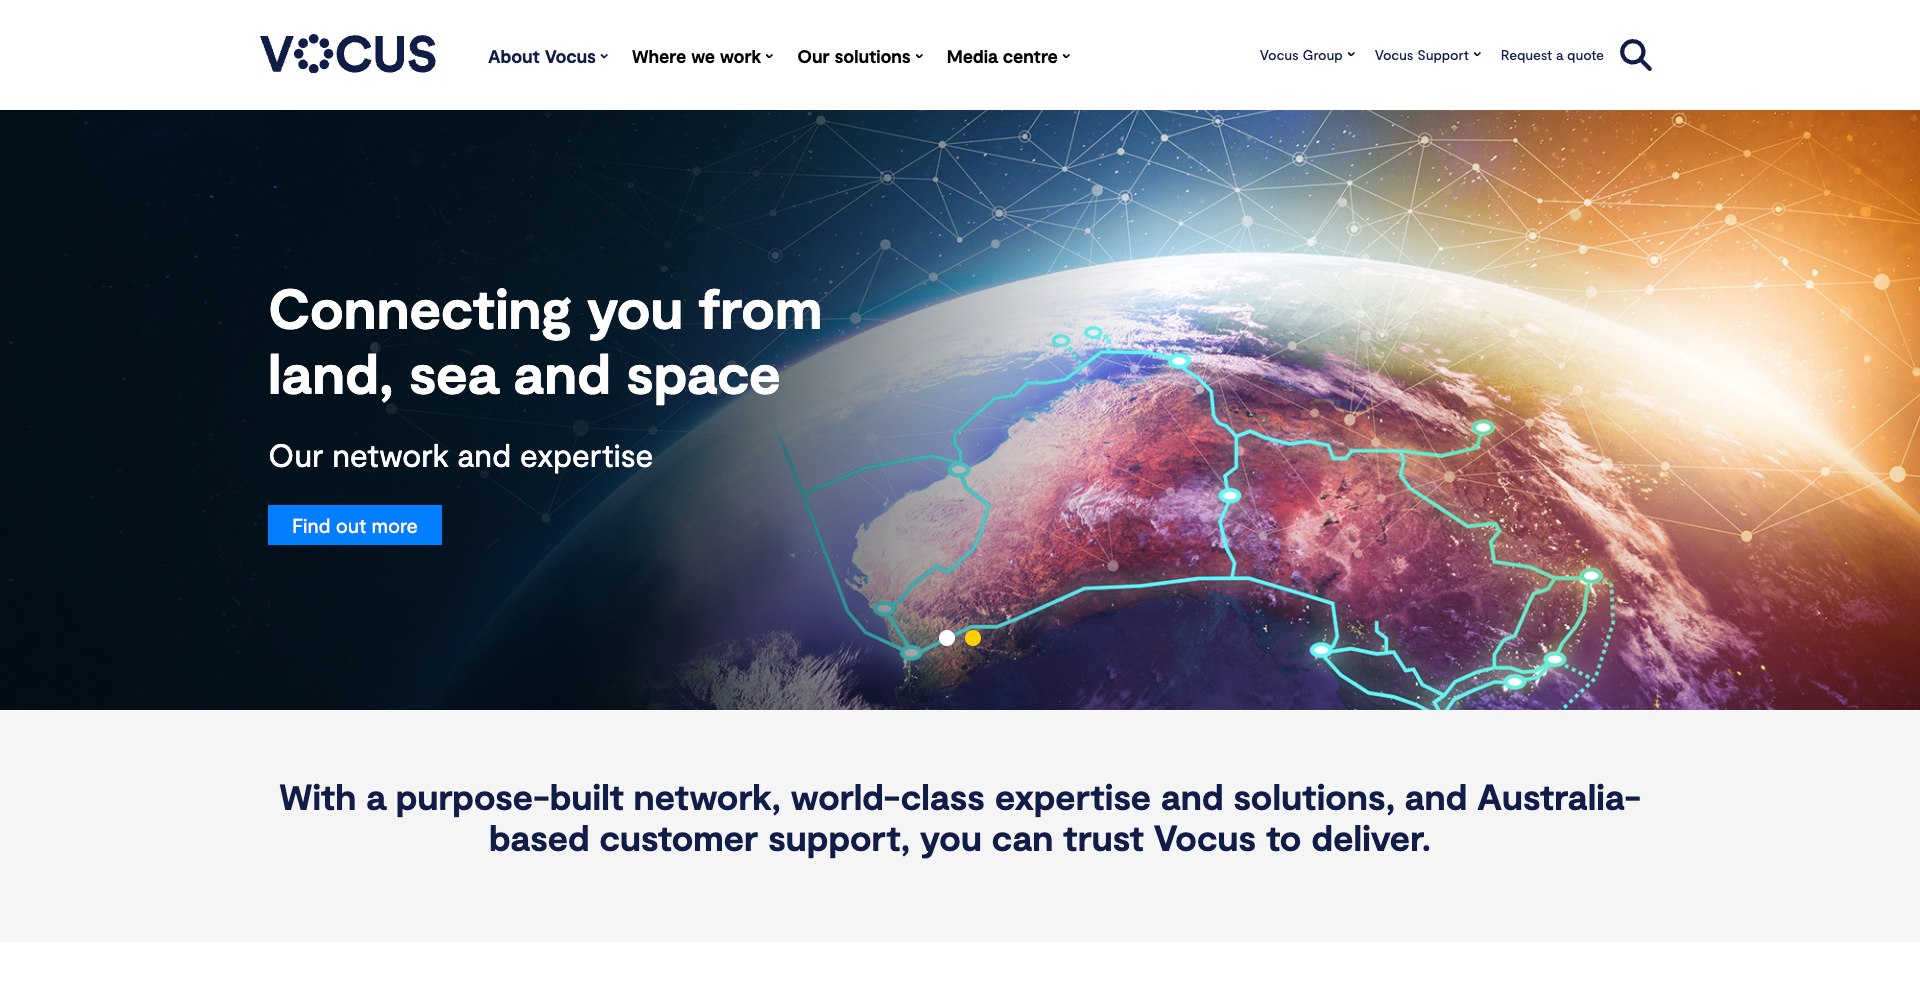 VOCUS
About Vocus
Where we work
Our solutions
Media centre
Vocus Group
Vocus Support
Request a quote
Connecting you from
land, sea and space
Our network and expertise
Find out more
With a purpose-built network, world-class expertise and solutions, and Australia-
based customer support, you can trust Vocus to deliver.